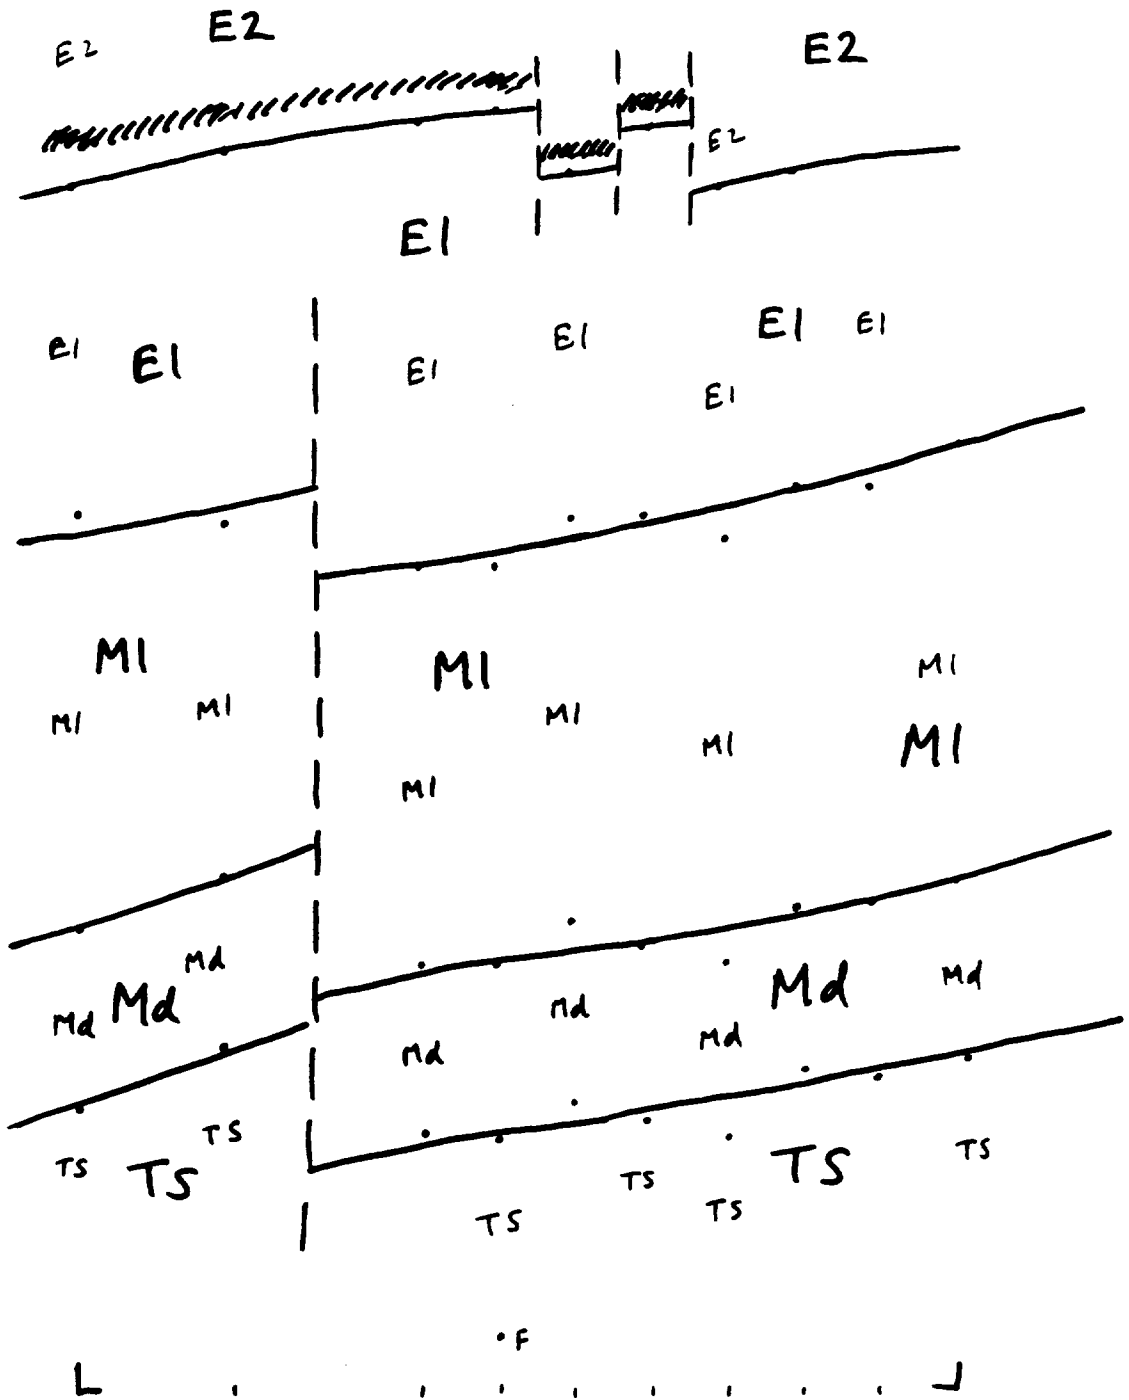 E2 E2 E2
E2
E1
E1 E1 E1 E1 E1 E1
E1
M1 M1 M1
M1 M1 M1 M1 M1
M1
Md Md Md Md Md
Md Md Md
TS TS TS TS TS
TS TS TS
F